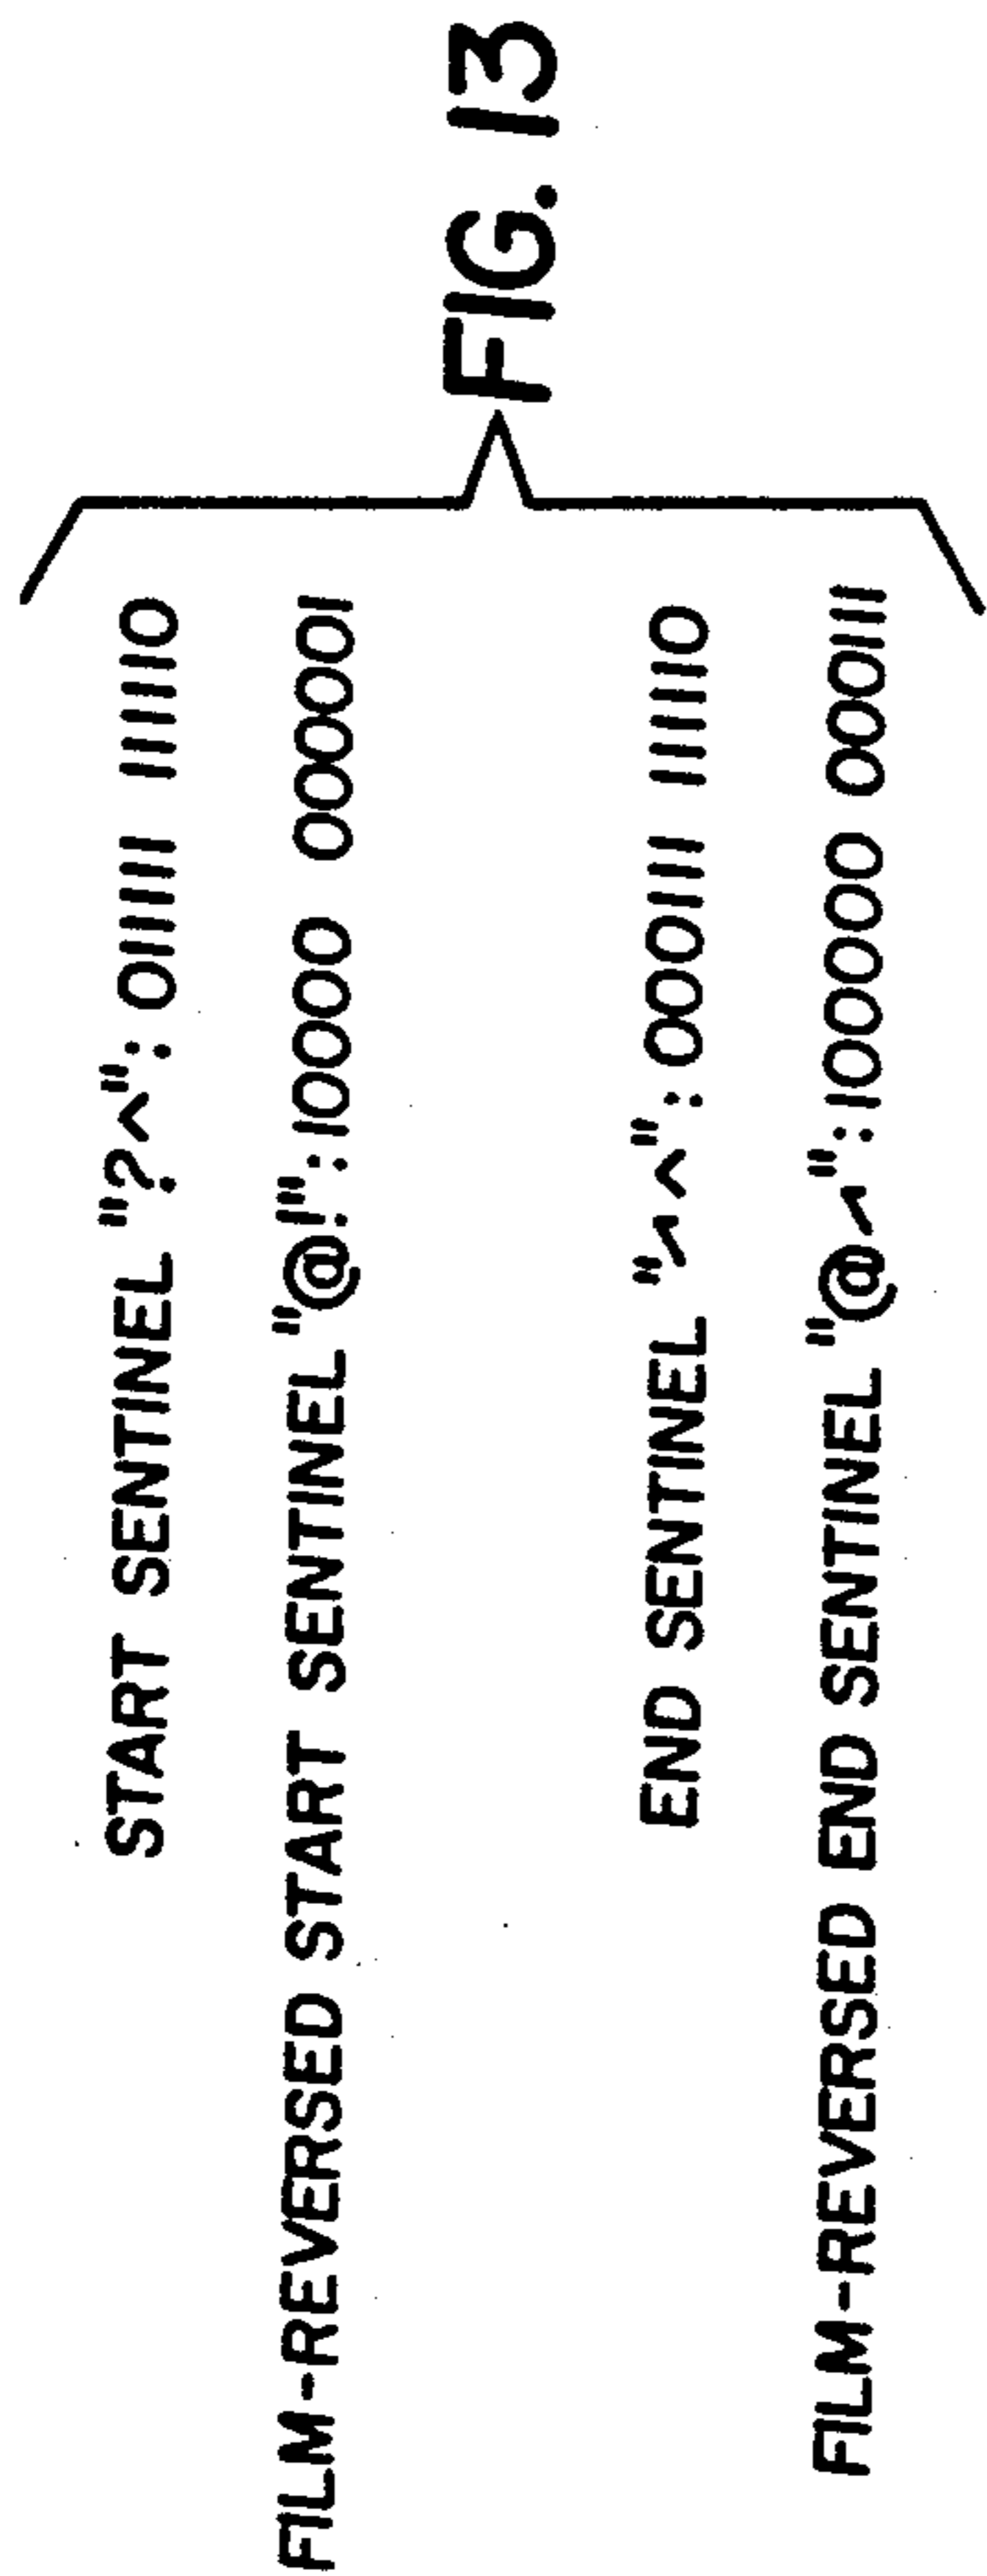 START SENTINEL "?^": 011111 111110
FILM-REVERSED START SENTINEL "@!": 10000 000001
END SENTINEL "^^": 000111 111110
FILM-REVERSED END SENTINEL "@^": 100000 000111
FIG. 13